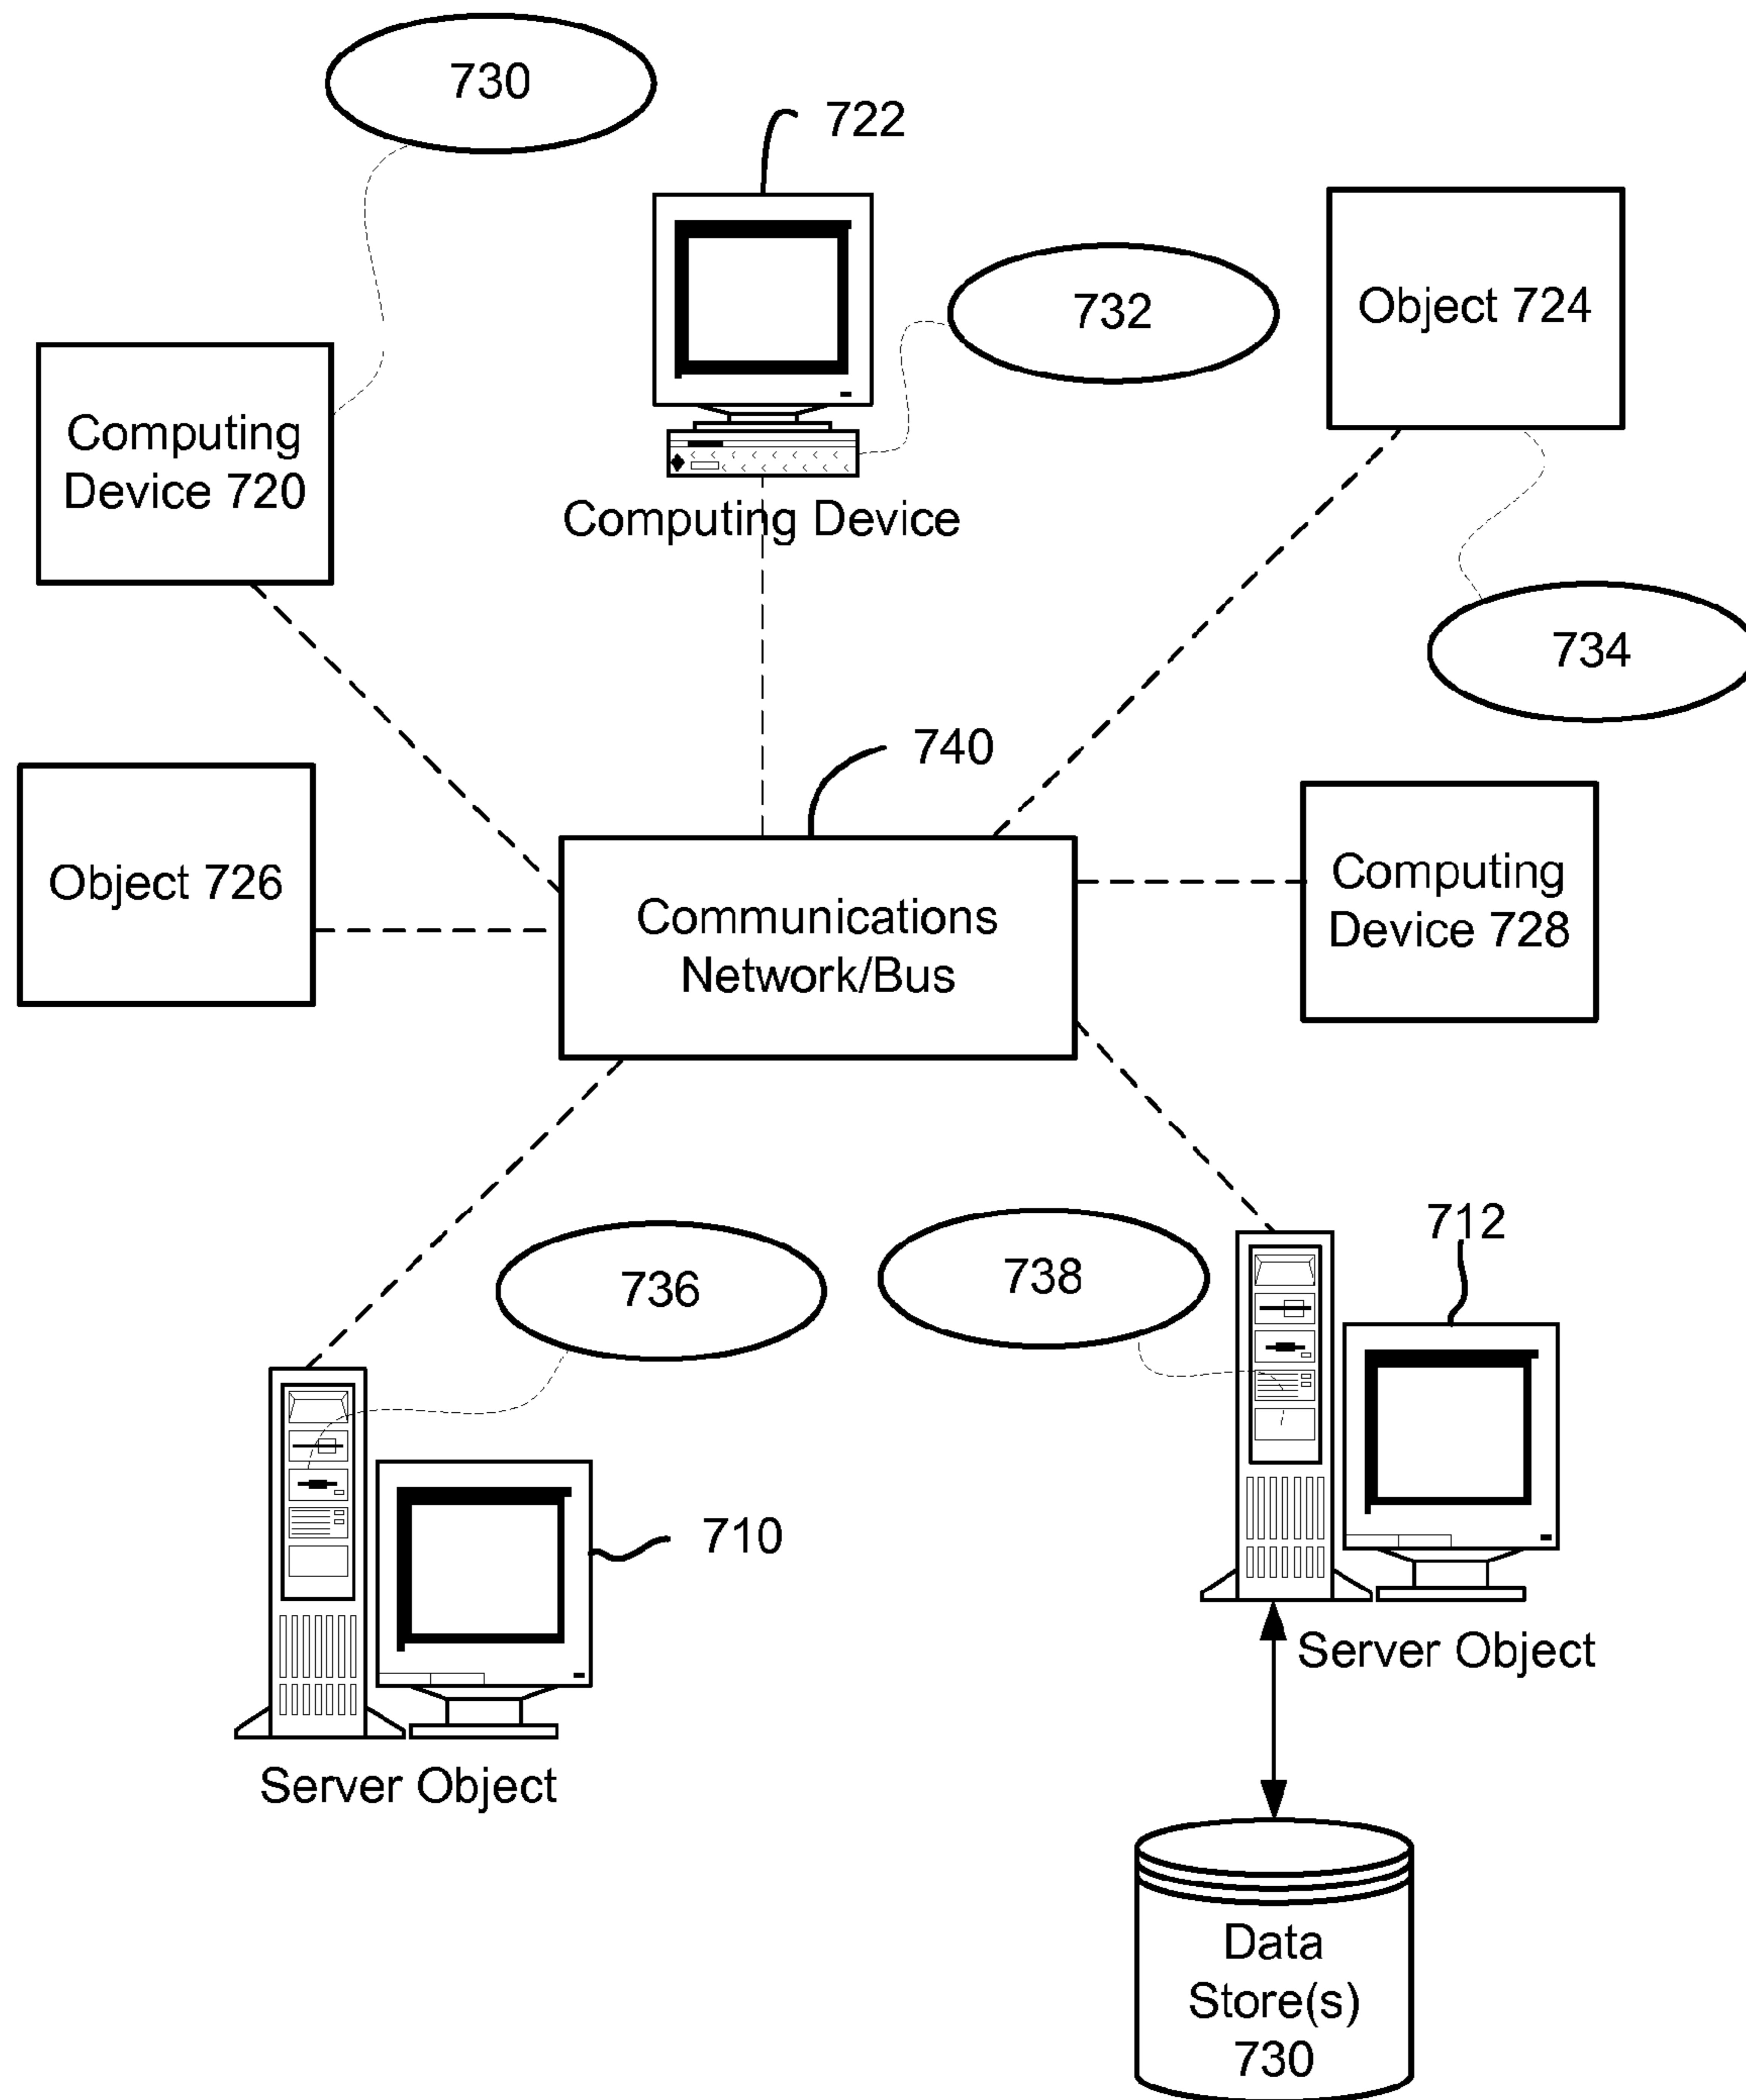 730
722
732
Object 724
Computing
Device 720
Computing Device
734
740
Object 726
Communications
Network/Bus
Computing
Device 728
736
738
712
710
Server Object
Server Object
Data
Store(s)
730